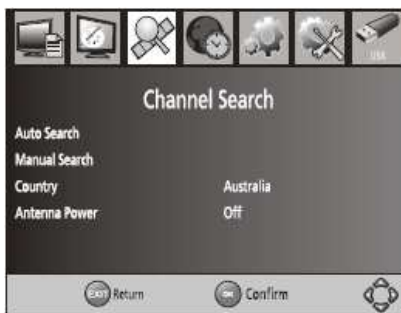 USB
Channel Search
Auto Search
Manual Search
Country Australia
Antenna Power Off
EXIT Return OK Confirm